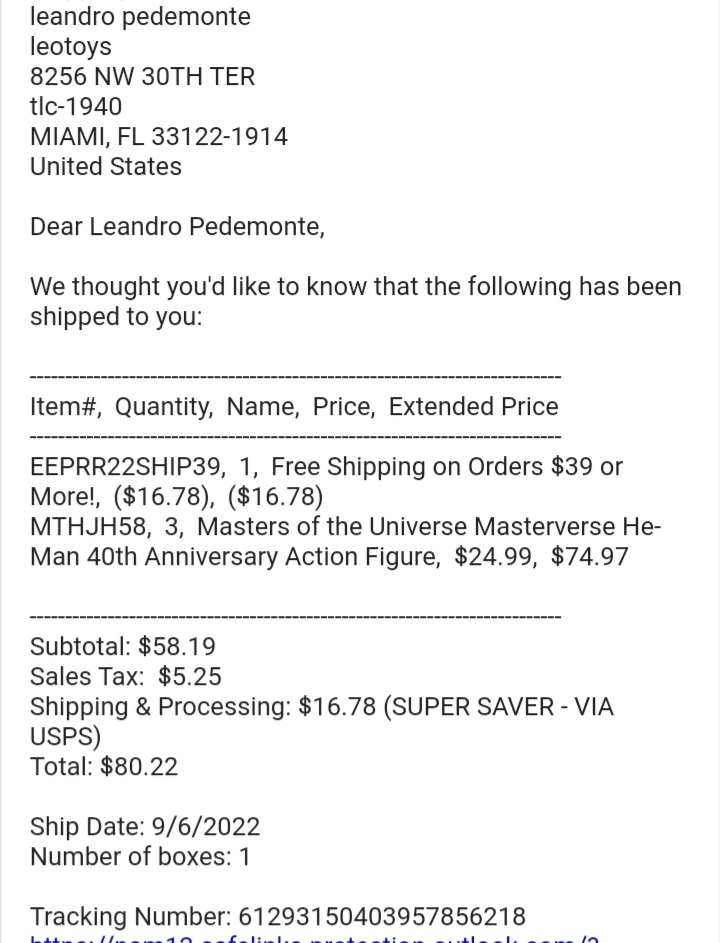 leandro pedemonte
leotoys
8256 NW 30TH TER
tlc-1940
MIAMI, FL 33122-1914
United States
Dear Leandro Pedemonte,
We thought you'd like to know that the following has been
shipped to you:
--------------------------------------------------------------------------
Item#,  Quantity,  Name,  Price,  Extended Price
--------------------------------------------------------------------------
EEPRR22SHIP39,  1,  Free Shipping on Orders $39 or
More!,  ($16.78),  ($16.78)
MTHJH58,  3,  Masters of the Universe Masterverse He-
Man 40th Anniversary Action Figure,  $24.99,  $74.97
--------------------------------------------------------------------------
Subtotal: $58.19
Sales Tax:  $5.25
Shipping & Processing: $16.78 (SUPER SAVER - VIA
USPS)
Total: $80.22
Ship Date: 9/6/2022
Number of boxes: 1
Tracking Number: 61293150403957856218